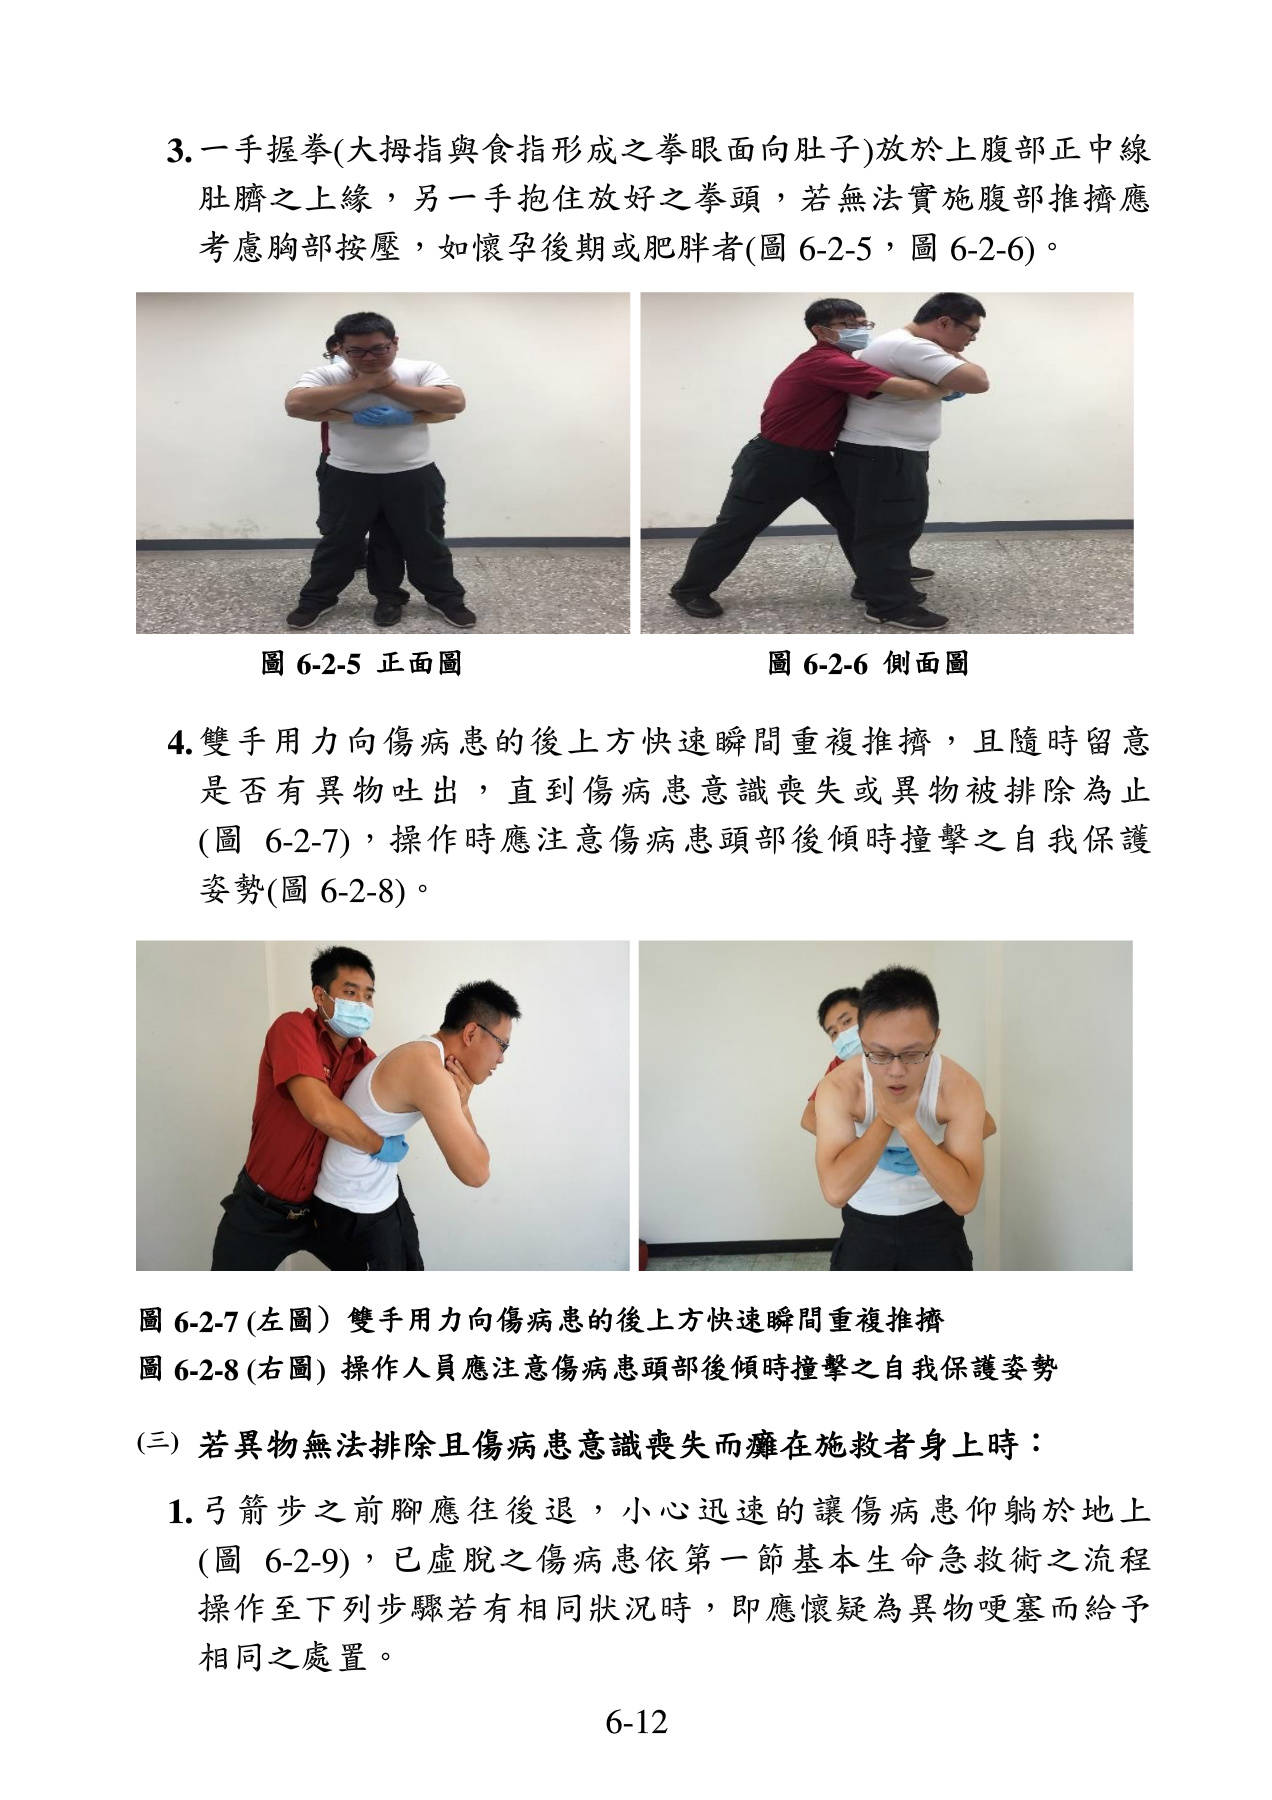 3. 一手握拳(大拇指與食指形成之拳眼面向肚子)放於上腹部正中線
肚臍之上緣，另一手抱住放好之拳頭，若無法實施腹部推擠應
考慮胸部按壓，如懷孕後期或肥胖者(圖 6-2-5，圖 6-2-6)。
圖 6-2-5 正面圖
圖 6-2-6 側面圖
4. 雙手用力向傷病患的後上方快速瞬間重複推擠，且隨時留意
是否有異物吐出，直到傷病患意識喪失或異物被排除為止
(圖 6-2-7)，操作時應注意傷病患頭部後傾時撞擊之自我保護
姿勢(圖 6-2-8)。
圖 6-2-7 (左圖）雙手用力向傷病患的後上方快速瞬間重複推擠
圖 6-2-8 (右圖) 操作人員應注意傷病患頭部後傾時撞擊之自我保護姿勢
(三) 若異物無法排除且傷病患意識喪失而癱在施救者身上時：
1. 弓箭步之前腳應往後退，小心迅速的讓傷病患仰躺於地上
(圖 6-2-9)，已虛脫之傷病患依第一節基本生命急救術之流程
操作至下列步驟若有相同狀況時，即應懷疑為異物哽塞而給予
相同之處置。
6-12